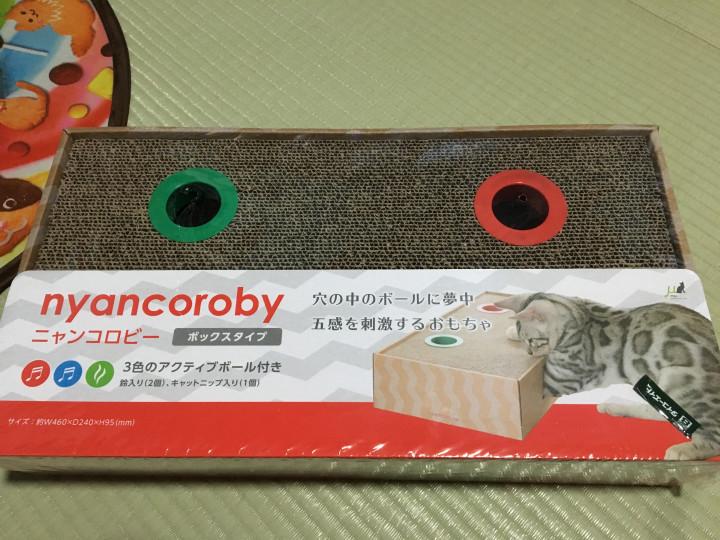 nyancoroby
ニャンコロビー
ボックスタイプ
3色のアクティブボール付き
鈴入り(2個)、キャットニップ入り(1個)
サイズ：約W460×D240×H95(mm)
穴の中のボールに夢中
五感を刺激するおもちゃ